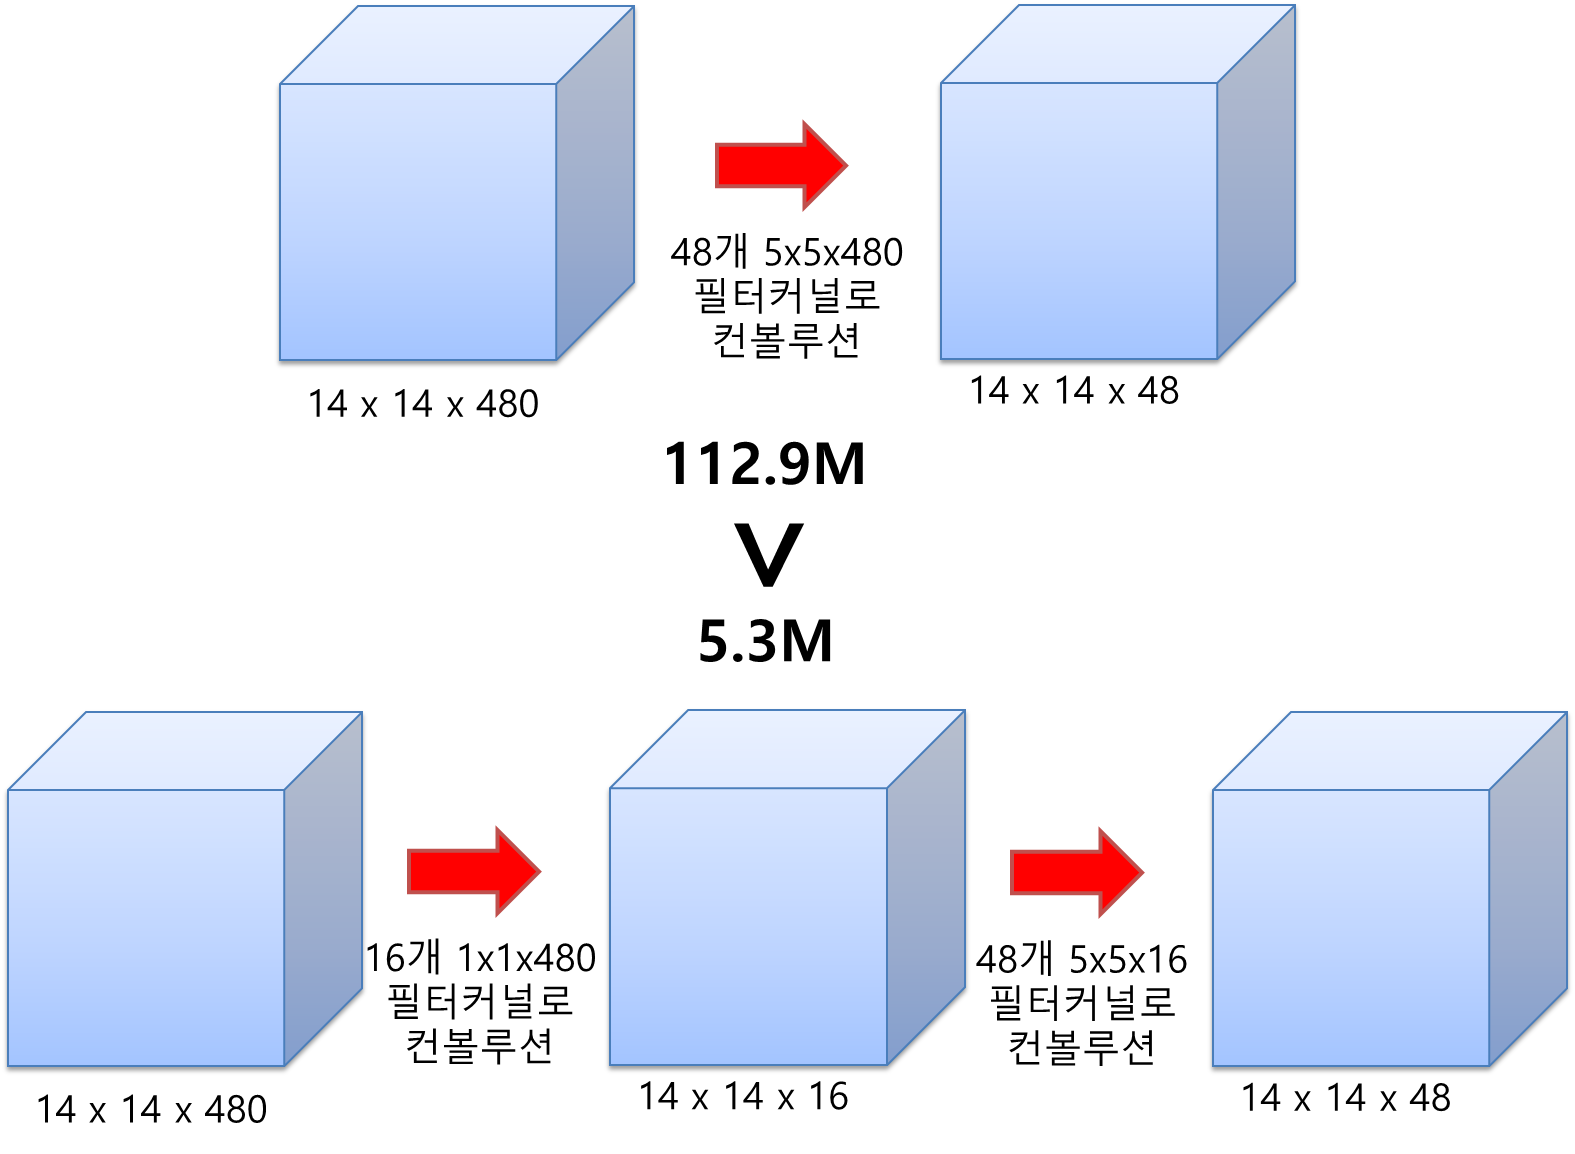 48개 5x5x480
필터커널로
컨볼루션
14 x 14 x 480
14 x 14 x 48
112.9M
>
5.3M
16개 1x1x480
필터커널로
컨볼루션
48개 5x5x16
필터커널로
컨볼루션
14 x 14 x 480
14 x 14 x 16
14 x 14 x 48